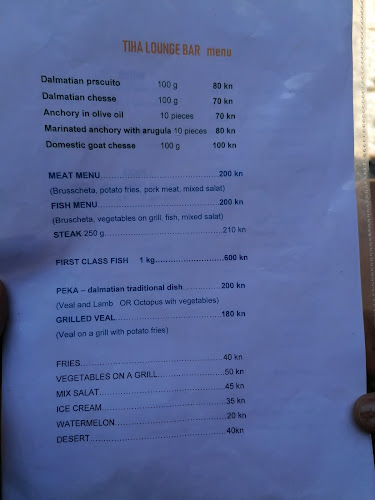 TIHA LOUNGE BAR menu
Dalmatian prscuito 100 g 80 kn
Dalmatian chesse 100 g 70 kn
Anchory in olive oil 10 pieces 70 kn
Marinated anchory with arugula 10 pieces 80 kn
Domestic goat chesse 100 g 100 kn
MEAT MENU..............................................200 kn
(Brusscheta, potato fries, pork meat, mixed salat)
FISH MENU..............................................200 kn
(Bruscheta, vegetables on grill, fish, mixed salat)
STEAK 250 g..............................................210 kn
FIRST CLASS FISH 1 kg..........................600 kn
PEKA – dalmatian traditional dish...............200 kn
(Veal and Lamb OR Octopus wih vegetables)
GRILLED VEAL..........................................180 kn
(Veal on a grill with potato fries)
FRIES......................................................40 kn
VEGETABLES ON A GRILL..........................50 kn
MIX SALAT................................................45 kn
ICE CREAM...............................................35 kn
WATERMELON...........................................20 kn
DESERT...................................................40kn